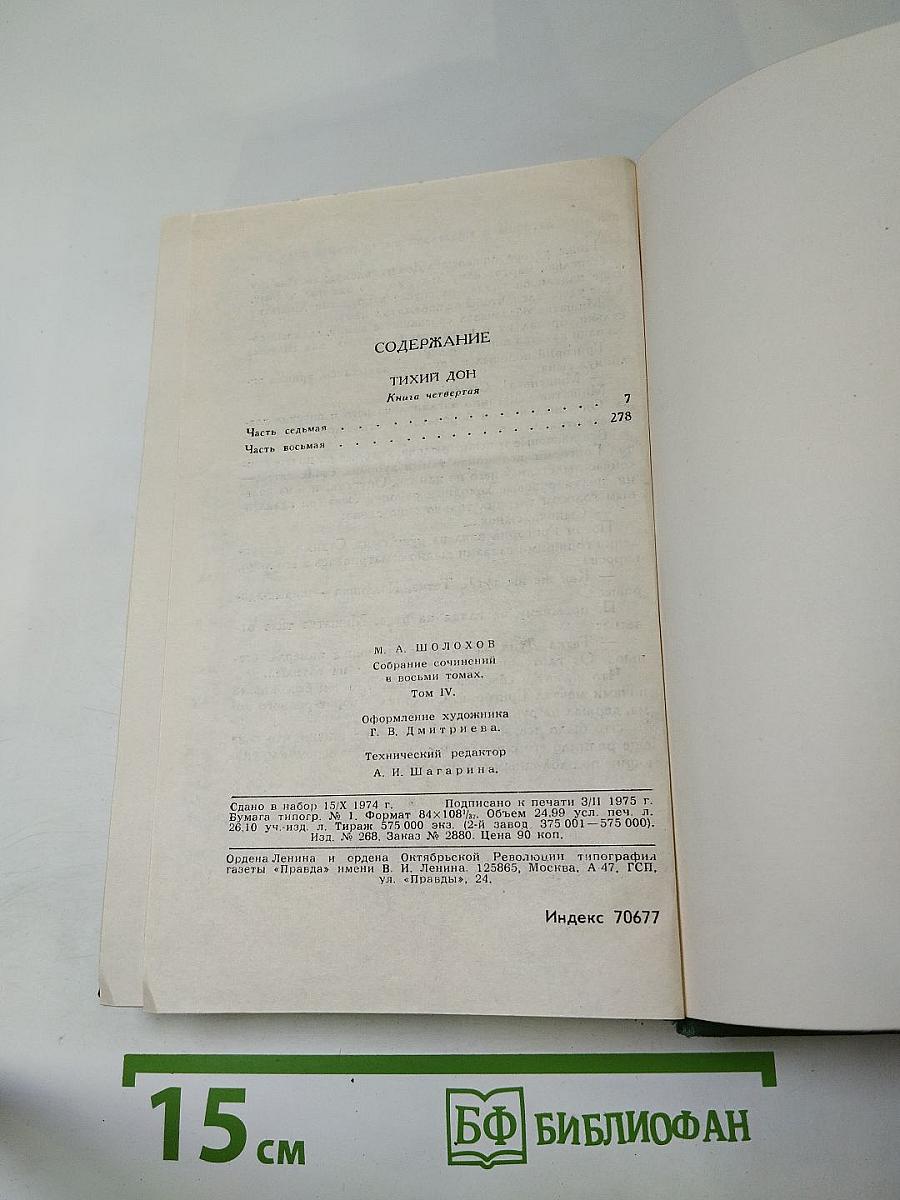 СОДЕРЖАНИЕ
ТИХИЙ ДОН
Книга четвертая
Часть седьмая . . . . . . . . . . . . . . . . 7
Часть восьмая . . . . . . . . . . . . . . . . 278
М. А. ШОЛОХОВ
Собрание сочинений
в восьми томах.
Том IV.
Оформление художника
Г. В. Дмитриева.
Технический редактор
А. И. Шагарина.
Сдано в набор 15/X 1974 г. Подписано к печати 3/II 1975 г.
Бумага типогр. № 1. Формат 84×108¹/₃₂. Объем 24,99 усл. печ. л.
26,10 уч.-изд. л. Тираж 575 000 экз. (2-й завод 375 001—575 000).
Изд. № 268. Заказ № 2880. Цена 90 коп.
Ордена Ленина и ордена Октябрьской Революции типография
газеты «Правда» имени В. И. Ленина. 125865, Москва, А-47, ГСП,
ул. «Правды», 24.
Индекс 70677
15 см
БФ БИБЛИОФАН